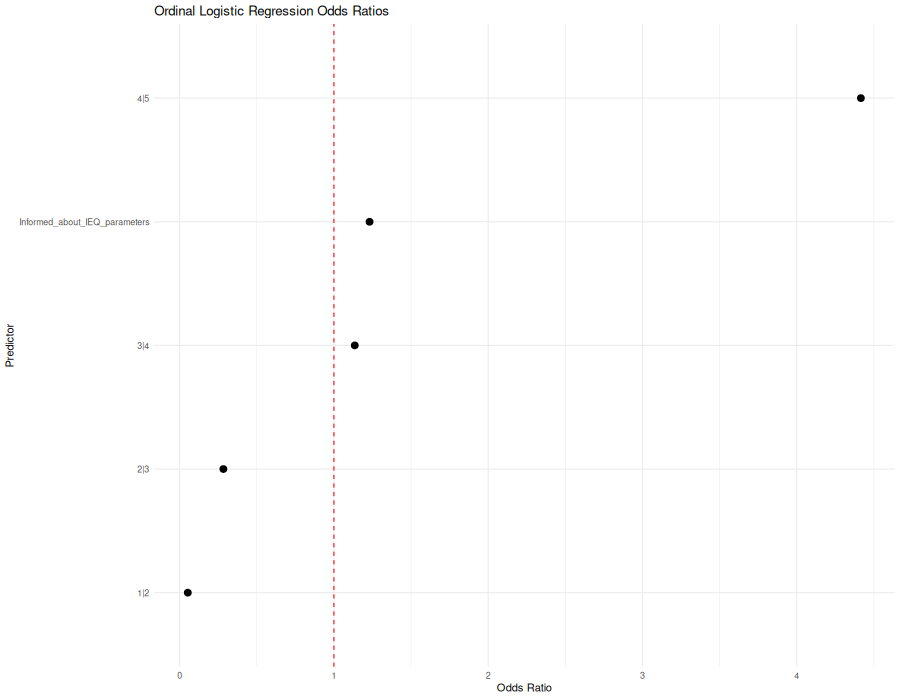 Ordinal Logistic Regression Odds Ratios
4|5
Informed_about_IEQ_parameters
3|4
2|3
1|2
Predictor
0 1 2 3 4
Odds Ratio